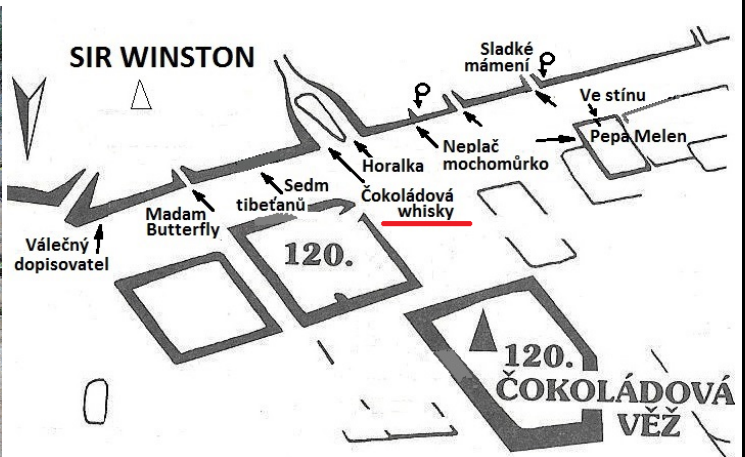 SIR WINSTON
Sladké
mámení
Ve stínu
Pepa Melen
Neplač
mochomůrko
Horalka
Čokoládová
whisky
Sedm
tibeťanů
Madam
Butterfly
Válečný
dopisovatel
120.
120.
ČOKOLÁDOVÁ
VĚŽ